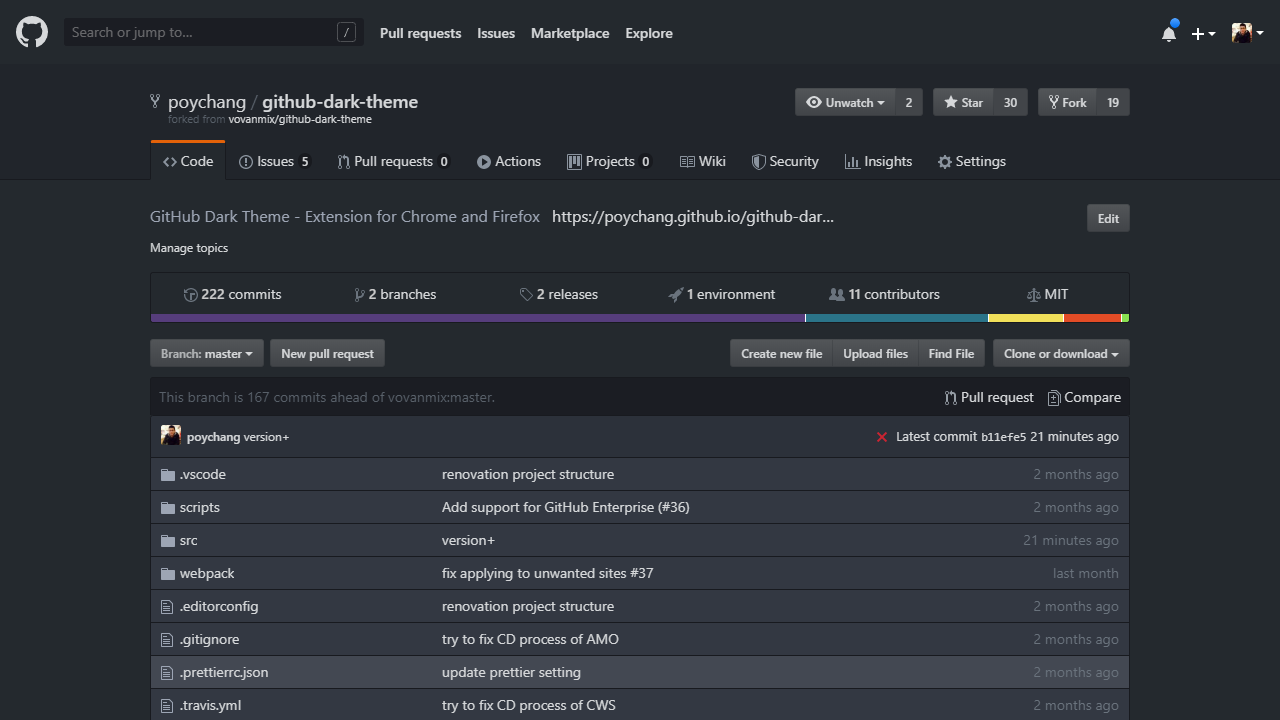 Search or jump to... / Pull requests Issues Marketplace Explore
poychang / github-dark-theme Unwatch 2 Star 30 Fork 19
forked from vovanmix/github-dark-theme
Code Issues 5 Pull requests 0 Actions Projects 0 Wiki Security Insights Settings
GitHub Dark Theme - Extension for Chrome and Firefox https://poychang.github.io/github-dar... Edit
Manage topics
222 commits 2 branches 2 releases 1 environment 11 contributors MIT
Branch: master New pull request Create new file Upload files Find File Clone or download
This branch is 167 commits ahead of vovanmix:master. Pull request Compare
poychang version+ Latest commit b11efe5 21 minutes ago
.vscode renovation project structure 2 months ago
scripts Add support for GitHub Enterprise (#36) 2 months ago
src version+ 21 minutes ago
webpack fix applying to unwanted sites #37 last month
.editorconfig renovation project structure 2 months ago
.gitignore try to fix CD process of AMO 2 months ago
.prettierrc.json update prettier setting 2 months ago
.travis.yml try to fix CD process of CWS 2 months ago